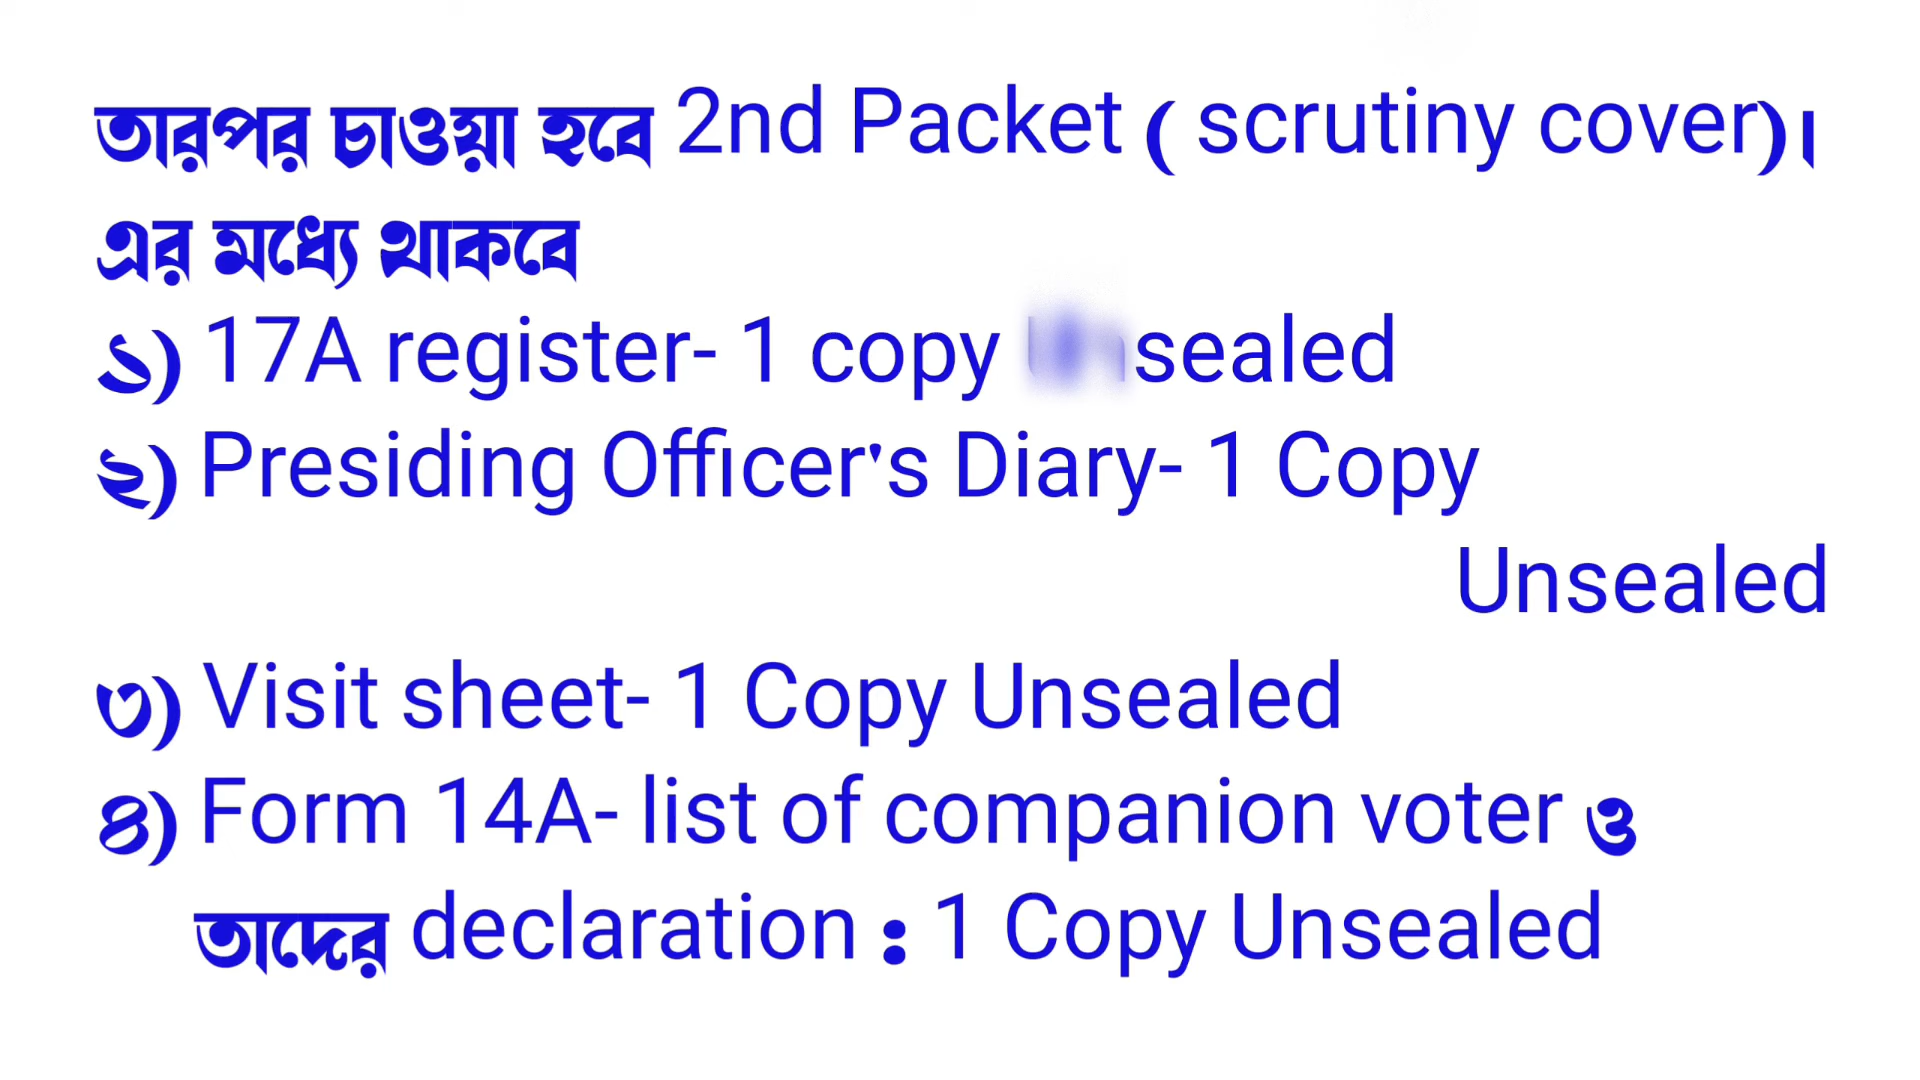 তারপর চাওয়া হবে 2nd Packet ( scrutiny cover)।
এর মধ্যে থাকবে
১) 17A register- 1 copy sealed
২) Presiding Officer's Diary- 1 Copy
Unsealed
৩) Visit sheet- 1 Copy Unsealed
৪) Form 14A- list of companion voter ও
তাদের declaration : 1 Copy Unsealed